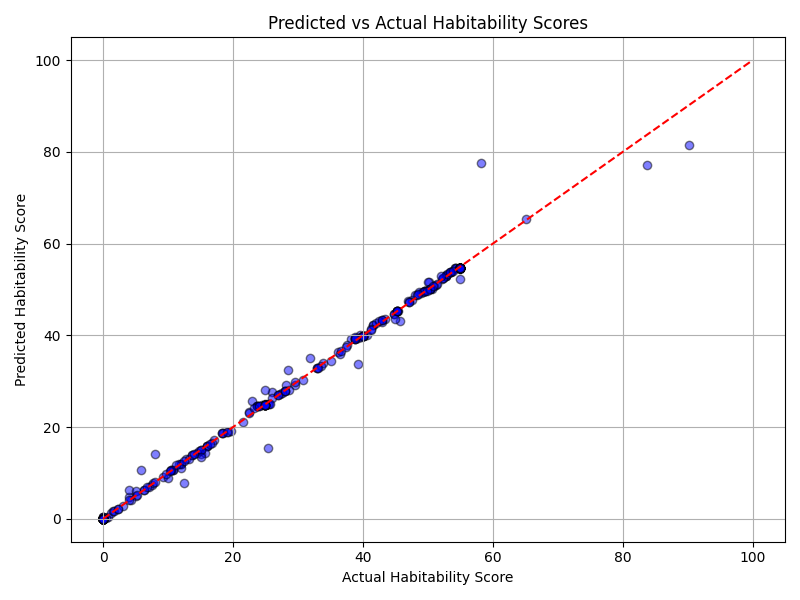 Predicted vs Actual Habitability Scores
Predicted Habitability Score
100
80
60
40
20
0
0 20 40 60 80 100
Actual Habitability Score